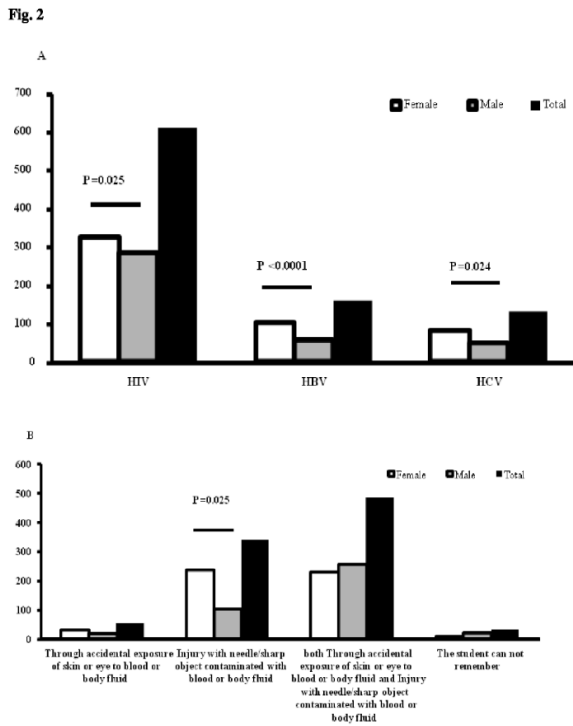 Fig. 2
A
700
600
500
400
300
200
100
0
Female Male Total
P=0.025
P <0.0001
P=0.024
HIV HBV HCV
B
600
500
400
300
200
100
0
Female Male Total
P=0.025
Through accidental exposure
of skin or eye to blood or
body fluid
Injury with needle/sharp
object contaminated with
blood or body fluid
both Through accidental
exposure of skin or eye to
blood or body fluid and Injury
with needle/sharp object
contaminated with blood or
body fluid
The student can not
remember